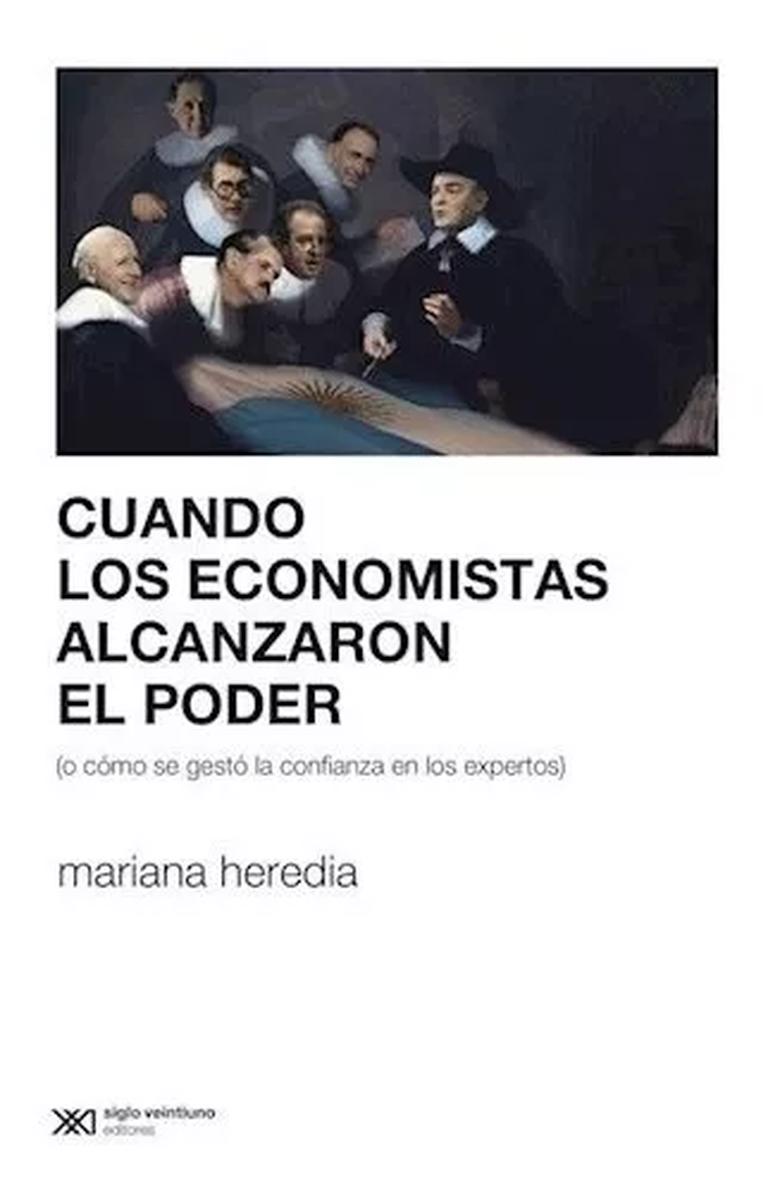 CUANDO
LOS ECONOMISTAS
ALCANZARON
EL PODER
(o cómo se gestó la confianza en los expertos)
mariana heredia
siglo veintiuno
editores